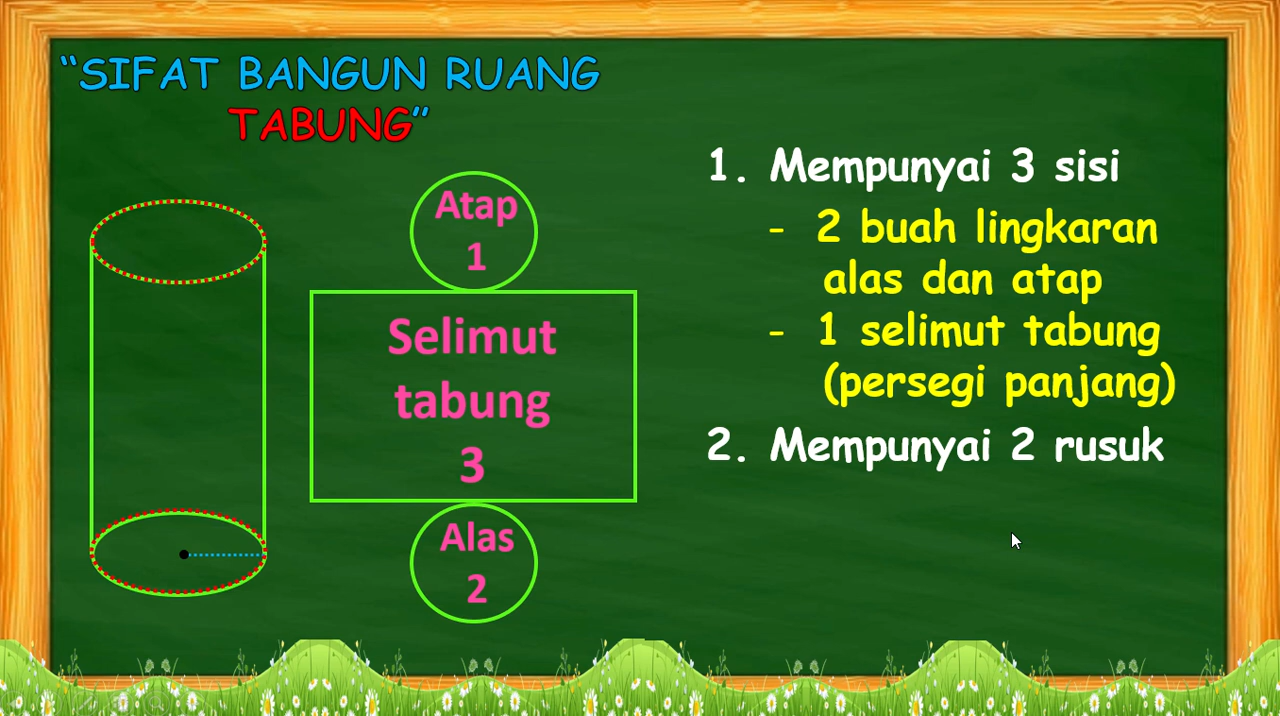 “SIFAT BANGUN RUANG
TABUNG”
Atap
1
Selimut
tabung
3
Alas
2
1. Mempunyai 3 sisi
- 2 buah lingkaran
alas dan atap
- 1 selimut tabung
(persegi panjang)
2. Mempunyai 2 rusuk